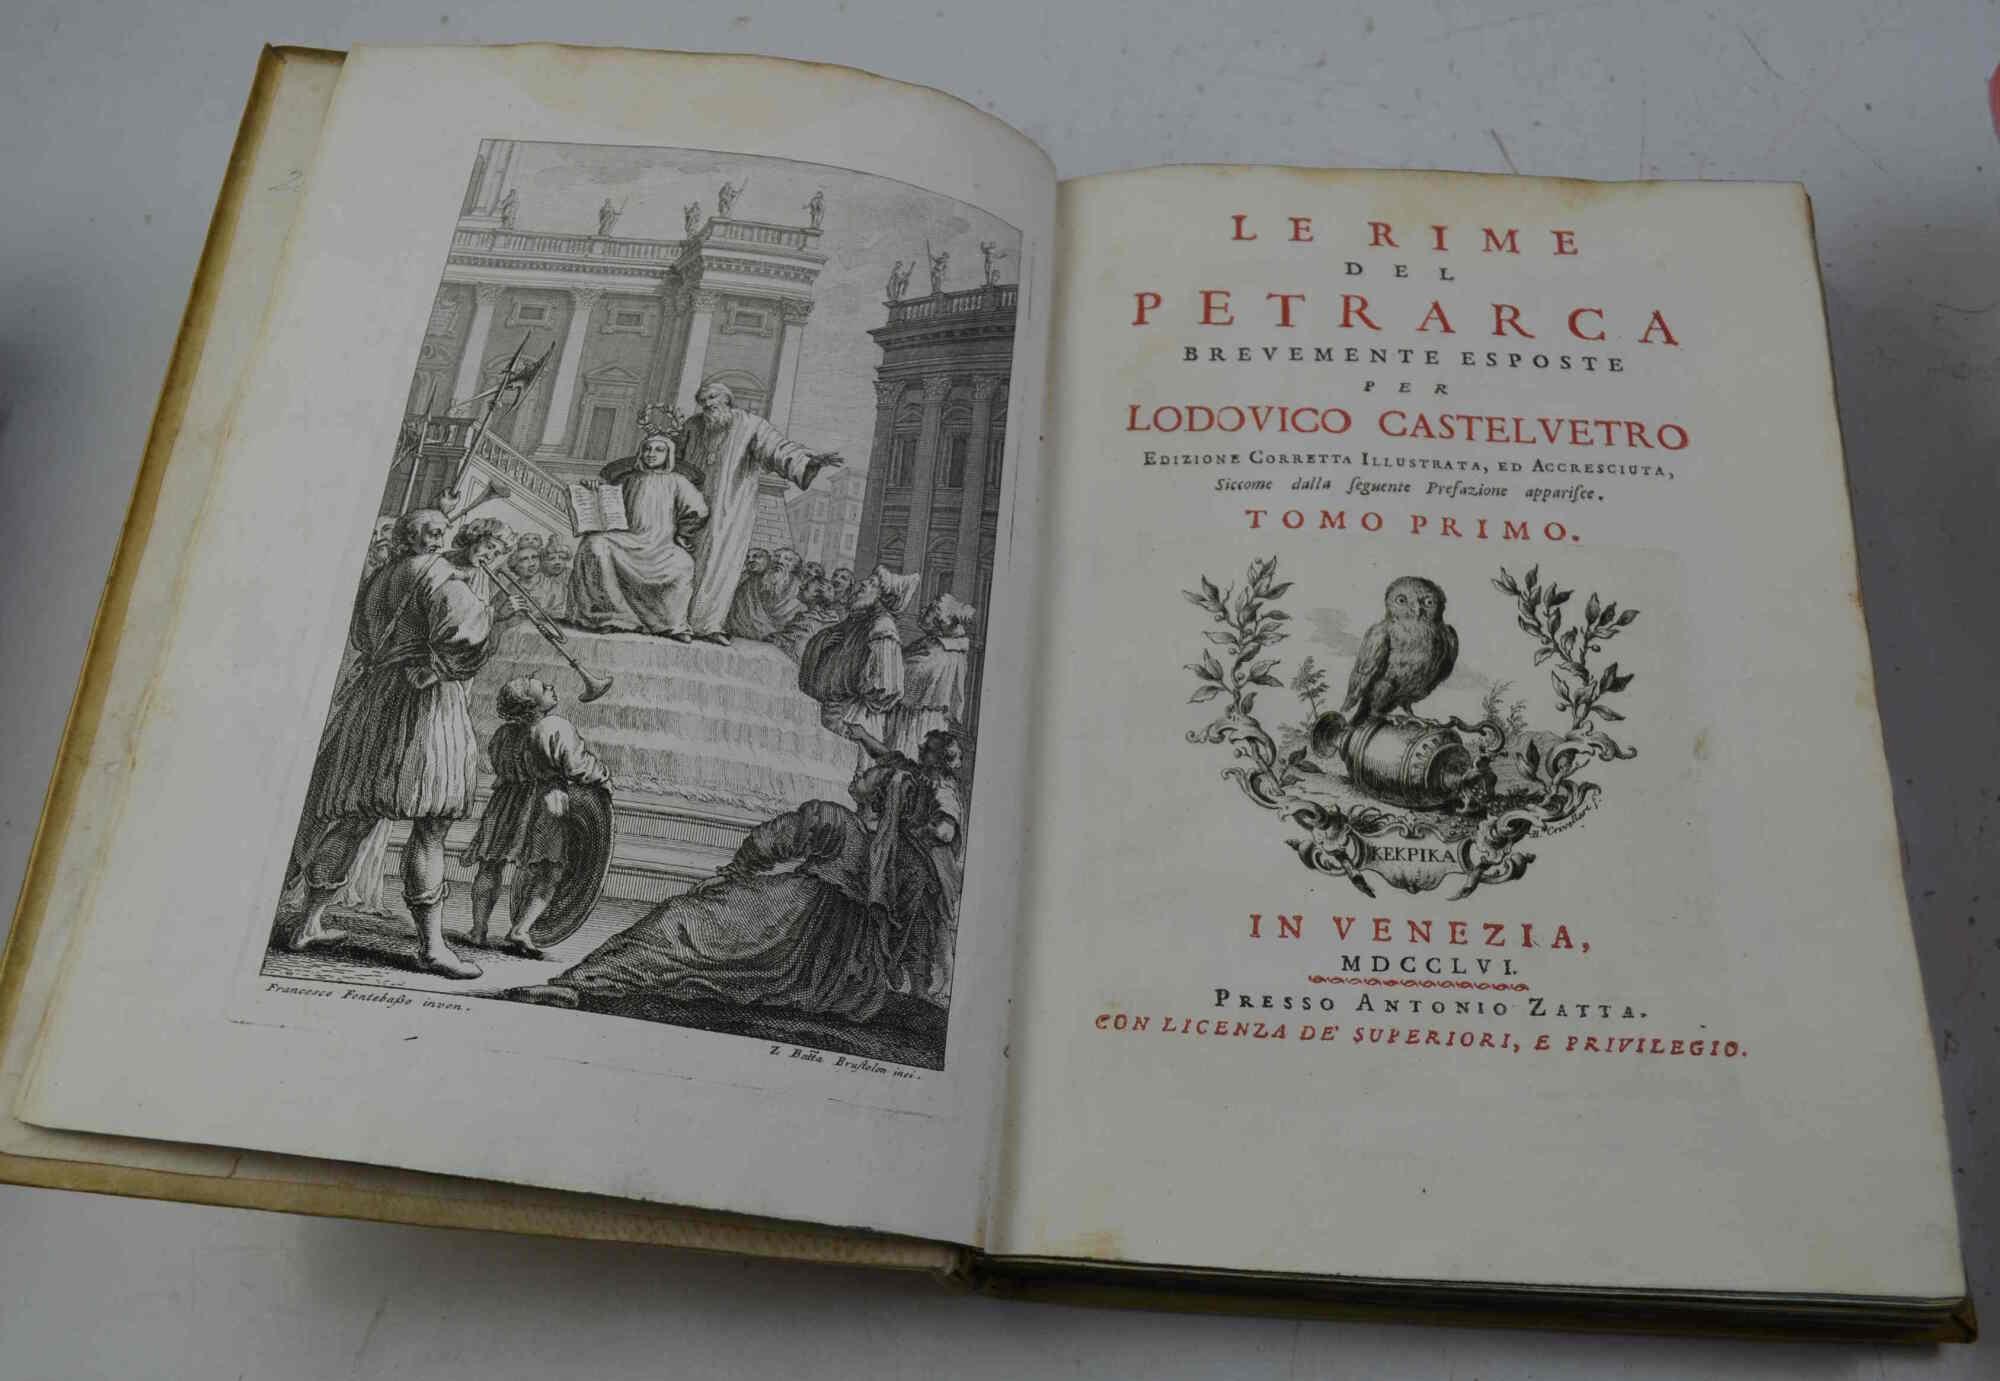 Francesco Fontebaſſo inven.
Z. Batta Bruſtolon inci.
LE RIME
DEL
PETRARCA
BREVEMENTE ESPOSTE
PER
LODOVICO CASTELVETRO
EDIZIONE CORRETTA ILLUSTRATA, ED ACCRESCIUTA,
Siccome dalla ſeguente Prefazione appariſce.
TOMO PRIMO.
KEKPIKA
IN VENEZIA,
MDCCLVI.
PRESSO ANTONIO ZATTA.
CON LICENZA DE' SUPERIORI, E PRIVILEGIO.